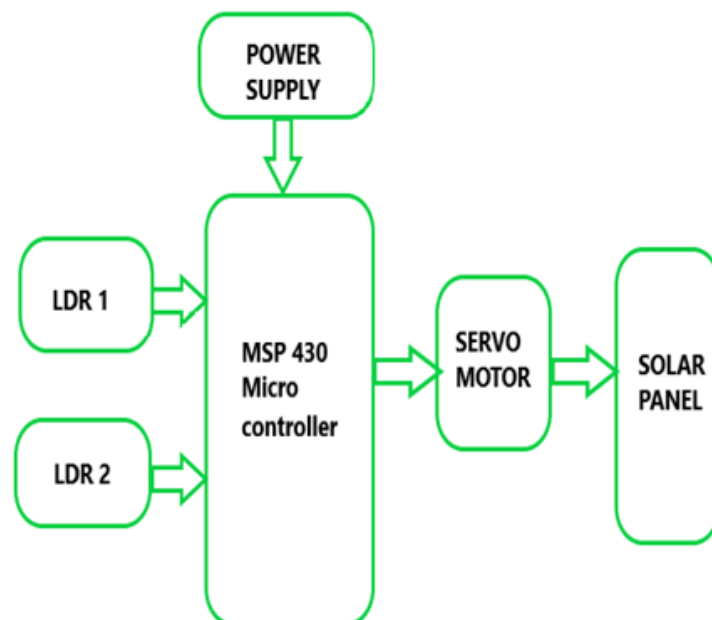 POWER
SUPPLY
LDR 1
MSP 430
Micro
controller
SERVO
MOTOR
SOLAR
PANEL
LDR 2